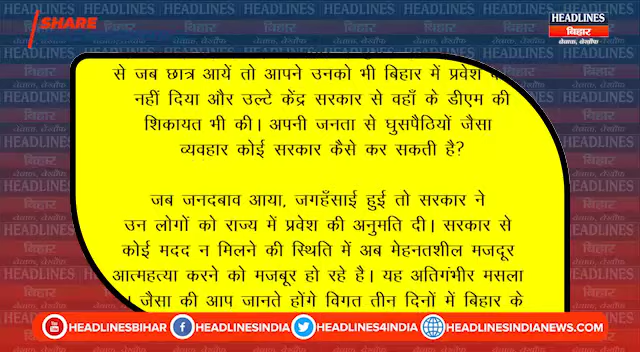 SHARE
HEADLINES
बिहार
बेबाक, बेखौफ
से जब छात्र आयें तो आपने उनको भी बिहार में प्रवेश
नहीं दिया और उल्टे केंद्र सरकार से वहाँ के डीएम की
शिकायत भी की। अपनी जनता से घुसपैठियों जैसा
व्यवहार कोई सरकार कैसे कर सकती है?
जब जनदबाव आया, जगहँसाई हुई तो सरकार ने
उन लोगों को राज्य में प्रवेश की अनुमति दी। सरकार से
कोई मदद न मिलने की स्थिति में अब मेहनतशील मजदूर
आत्महत्या करने को मजबूर हो रहे है। यह अतिगंभीर मसला
। जैसा की आप जानते होंगे विगत तीन दिनों में बिहार के
HEADLINESBIHAR HEADLINESINDIA HEADLINES4INDIA HEADLINESINDIANEWS.COM